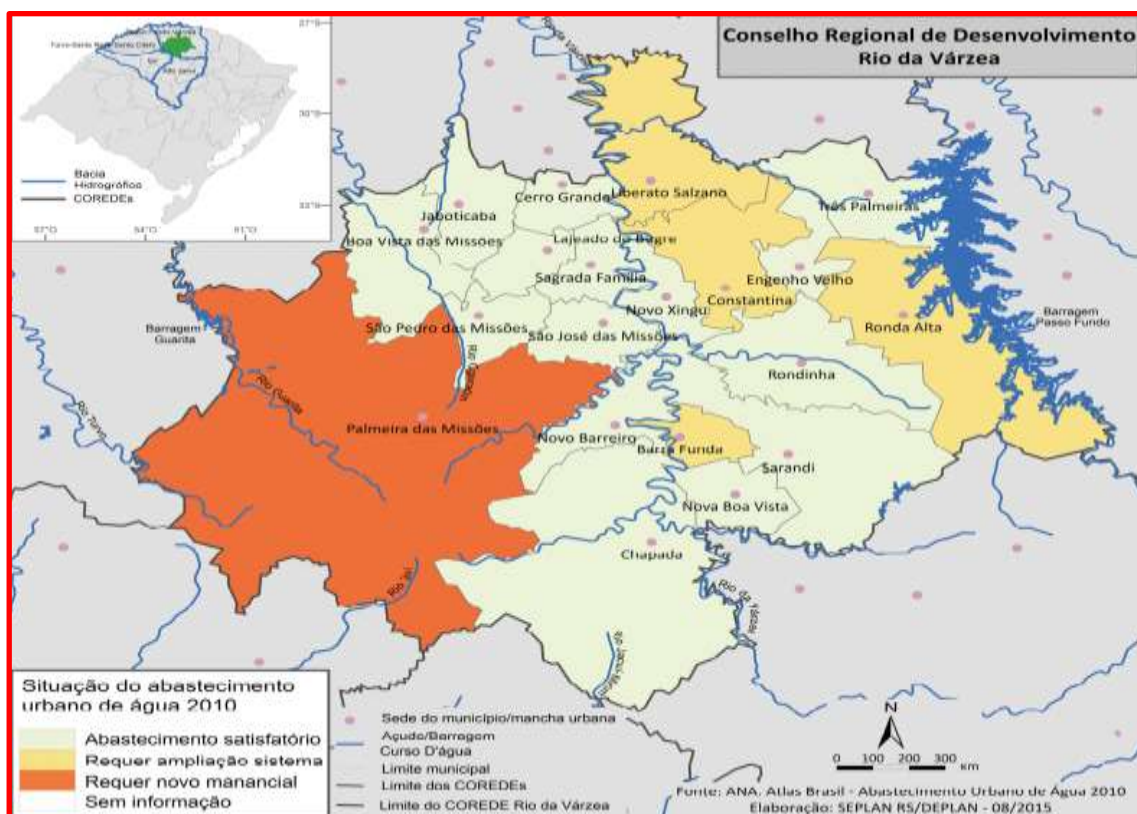 Conselho Regional de Desenvolvimento
Rio da Várzea
Bacia
Hidrográfica
COREDEs
Cerro Grande
Liberato Salzano
Três Palmeiras
Jaboticaba
Boa Vista das Missões
Lajeado do Bugre
Sagrada Família
Engenho Velho
Novo Xingu
Constantina
Ronda Alta
Barragem
Passo Fundo
Barragem
Guarita
São Pedro das Missões
São José das Missões
Rondinha
Rio Guarita
Rio Turvo
Palmeira das Missões
Novo Barreiro
Barra Funda
Sarandi
Nova Boa Vista
Chapada
Rio da Várzea
Situação do abastecimento
urbano de água 2010
Abastecimento satisfatório
Requer ampliação sistema
Requer novo manancial
Sem informação
Sede do município/mancha urbana
Açude/Barragem
Curso D'água
Limite municipal
Limite dos COREDEs
Limite do COREDE Rio da Várzea
N
0 100 200 300 km
Fonte: ANA. Atlas Brasil - Abastecimento Urbano de Água 2010
Elaboração: SEPLAN RS/DEPLAN - 08/2015